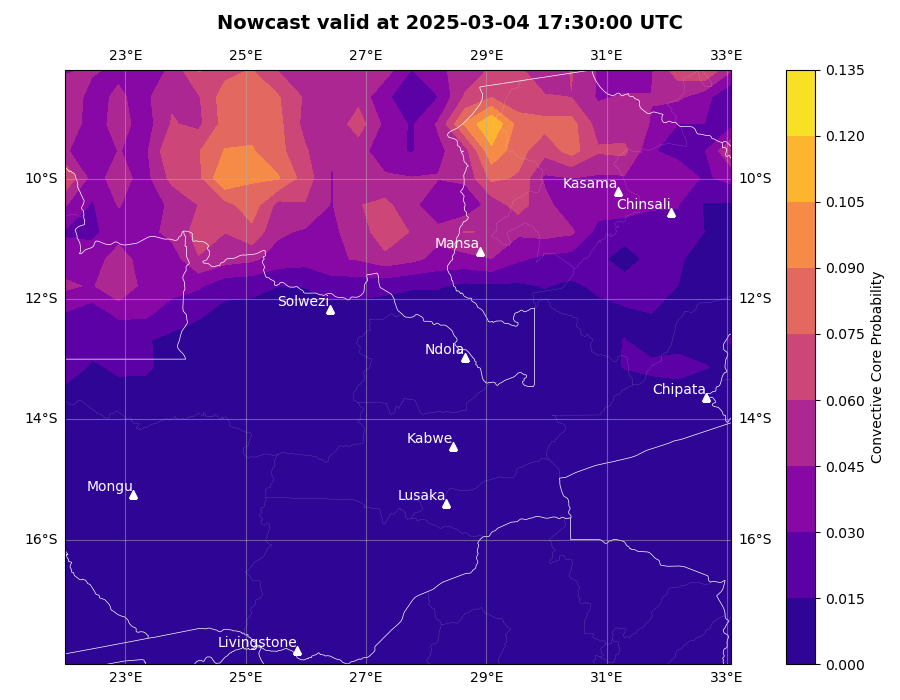 Nowcast valid at 2025-03-04 17:30:00 UTC
23°E 25°E 27°E 29°E 31°E 33°E
10°S 10°S
12°S 12°S
14°S 14°S
16°S 16°S
Kasama
Chinsali
Mansa
Solwezi
Ndola
Chipata
Kabwe
Mongu
Lusaka
Livingstone
23°E 25°E 27°E 29°E 31°E 33°E
0.135
0.120
0.105
0.090
0.075
0.060
0.045
0.030
0.015
0.000
Convective Core Probability